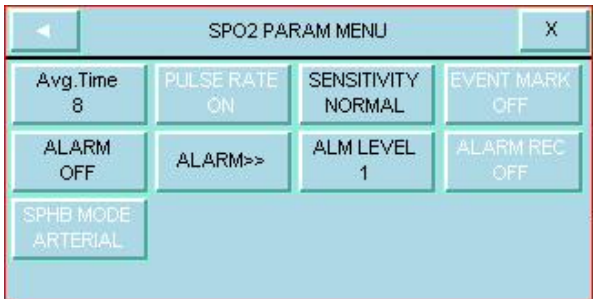 SPO2 PARAM MENU X
Avg.Time
8
PULSE RATE
ON
SENSITIVITY
NORMAL
EVENT MARK
OFF
ALARM
OFF
ALARM>>
ALM LEVEL
1
ALARM REC
OFF
SPHB MODE
ARTERIAL